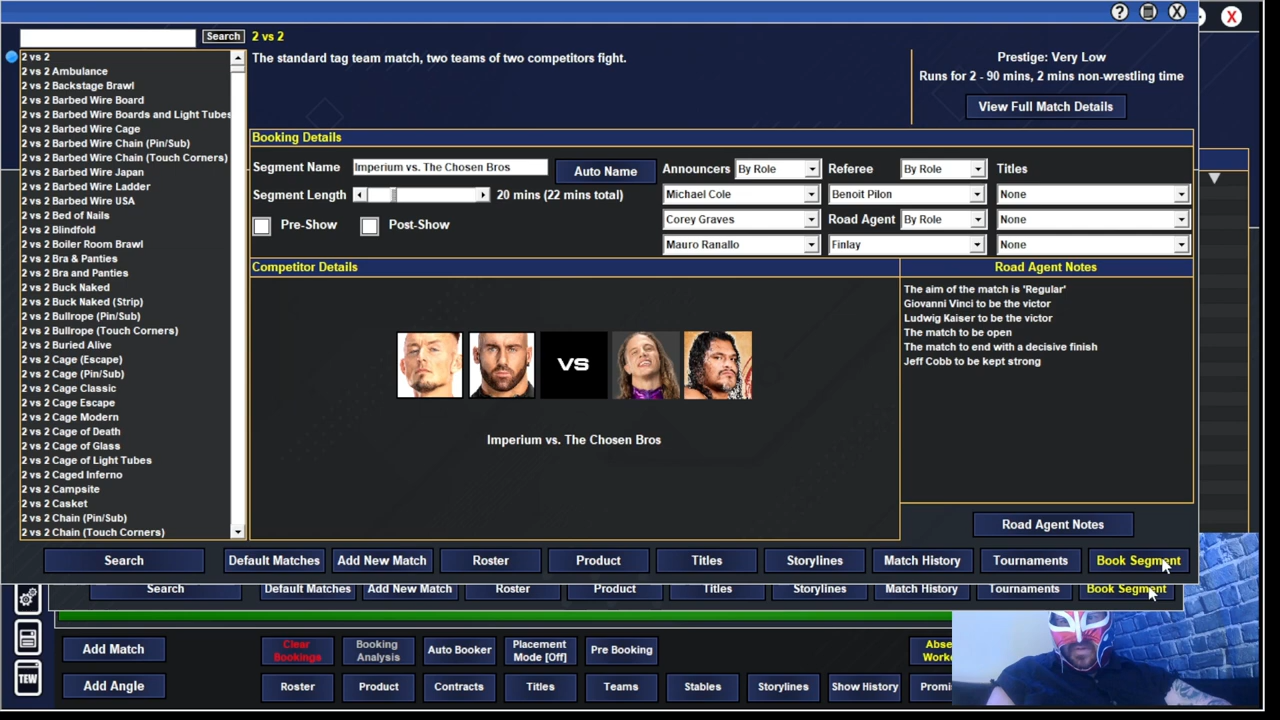 ? X
X
Search
2 vs 2
2 vs 2
2 vs 2 Ambulance
2 vs 2 Backstage Brawl
2 vs 2 Barbed Wire Board
2 vs 2 Barbed Wire Boards and Light Tubes
2 vs 2 Barbed Wire Cage
2 vs 2 Barbed Wire Chain (Pin/Sub)
2 vs 2 Barbed Wire Chain (Touch Corners)
2 vs 2 Barbed Wire Japan
2 vs 2 Barbed Wire Ladder
2 vs 2 Barbed Wire USA
2 vs 2 Bed of Nails
2 vs 2 Blindfold
2 vs 2 Boiler Room Brawl
2 vs 2 Bra & Panties
2 vs 2 Bra and Panties
2 vs 2 Buck Naked
2 vs 2 Buck Naked (Strip)
2 vs 2 Bullrope (Pin/Sub)
2 vs 2 Bullrope (Touch Corners)
2 vs 2 Buried Alive
2 vs 2 Cage (Escape)
2 vs 2 Cage (Pin/Sub)
2 vs 2 Cage Classic
2 vs 2 Cage Escape
2 vs 2 Cage Modern
2 vs 2 Cage of Death
2 vs 2 Cage of Glass
2 vs 2 Cage of Light Tubes
2 vs 2 Caged Inferno
2 vs 2 Campsite
2 vs 2 Casket
2 vs 2 Chain (Pin/Sub)
2 vs 2 Chain (Touch Corners)
The standard tag team match, two teams of two competitors fight.
Prestige: Very Low
Runs for 2 - 90 mins, 2 mins non-wrestling time
View Full Match Details
Booking Details
Segment Name Imperium vs. The Chosen Bros Auto Name
Segment Length 20 mins (22 mins total)
Pre-Show Post-Show
Announcers By Role Referee By Role Titles
Michael Cole Benoit Pilon None
Corey Graves Road Agent By Role None
Mauro Ranallo Finlay None
Competitor Details
VS
Imperium vs. The Chosen Bros
Road Agent Notes
The aim of the match is 'Regular'
Giovanni Vinci to be the victor
Ludwig Kaiser to be the victor
The match to be open
The match to end with a decisive finish
Jeff Cobb to be kept strong
Road Agent Notes
Search Default Matches Add New Match Roster Product Titles Storylines Match History Tournaments Book Segment
Search Default Matches Add New Match Roster Product Titles Storylines Match History Tournaments Book Segment
Add Match Clear Bookings Booking Analysis Auto Booker Placement Mode [Off] Pre Booking
TEW
Add Angle Roster Product Contracts Titles Teams Stables Storylines Show History